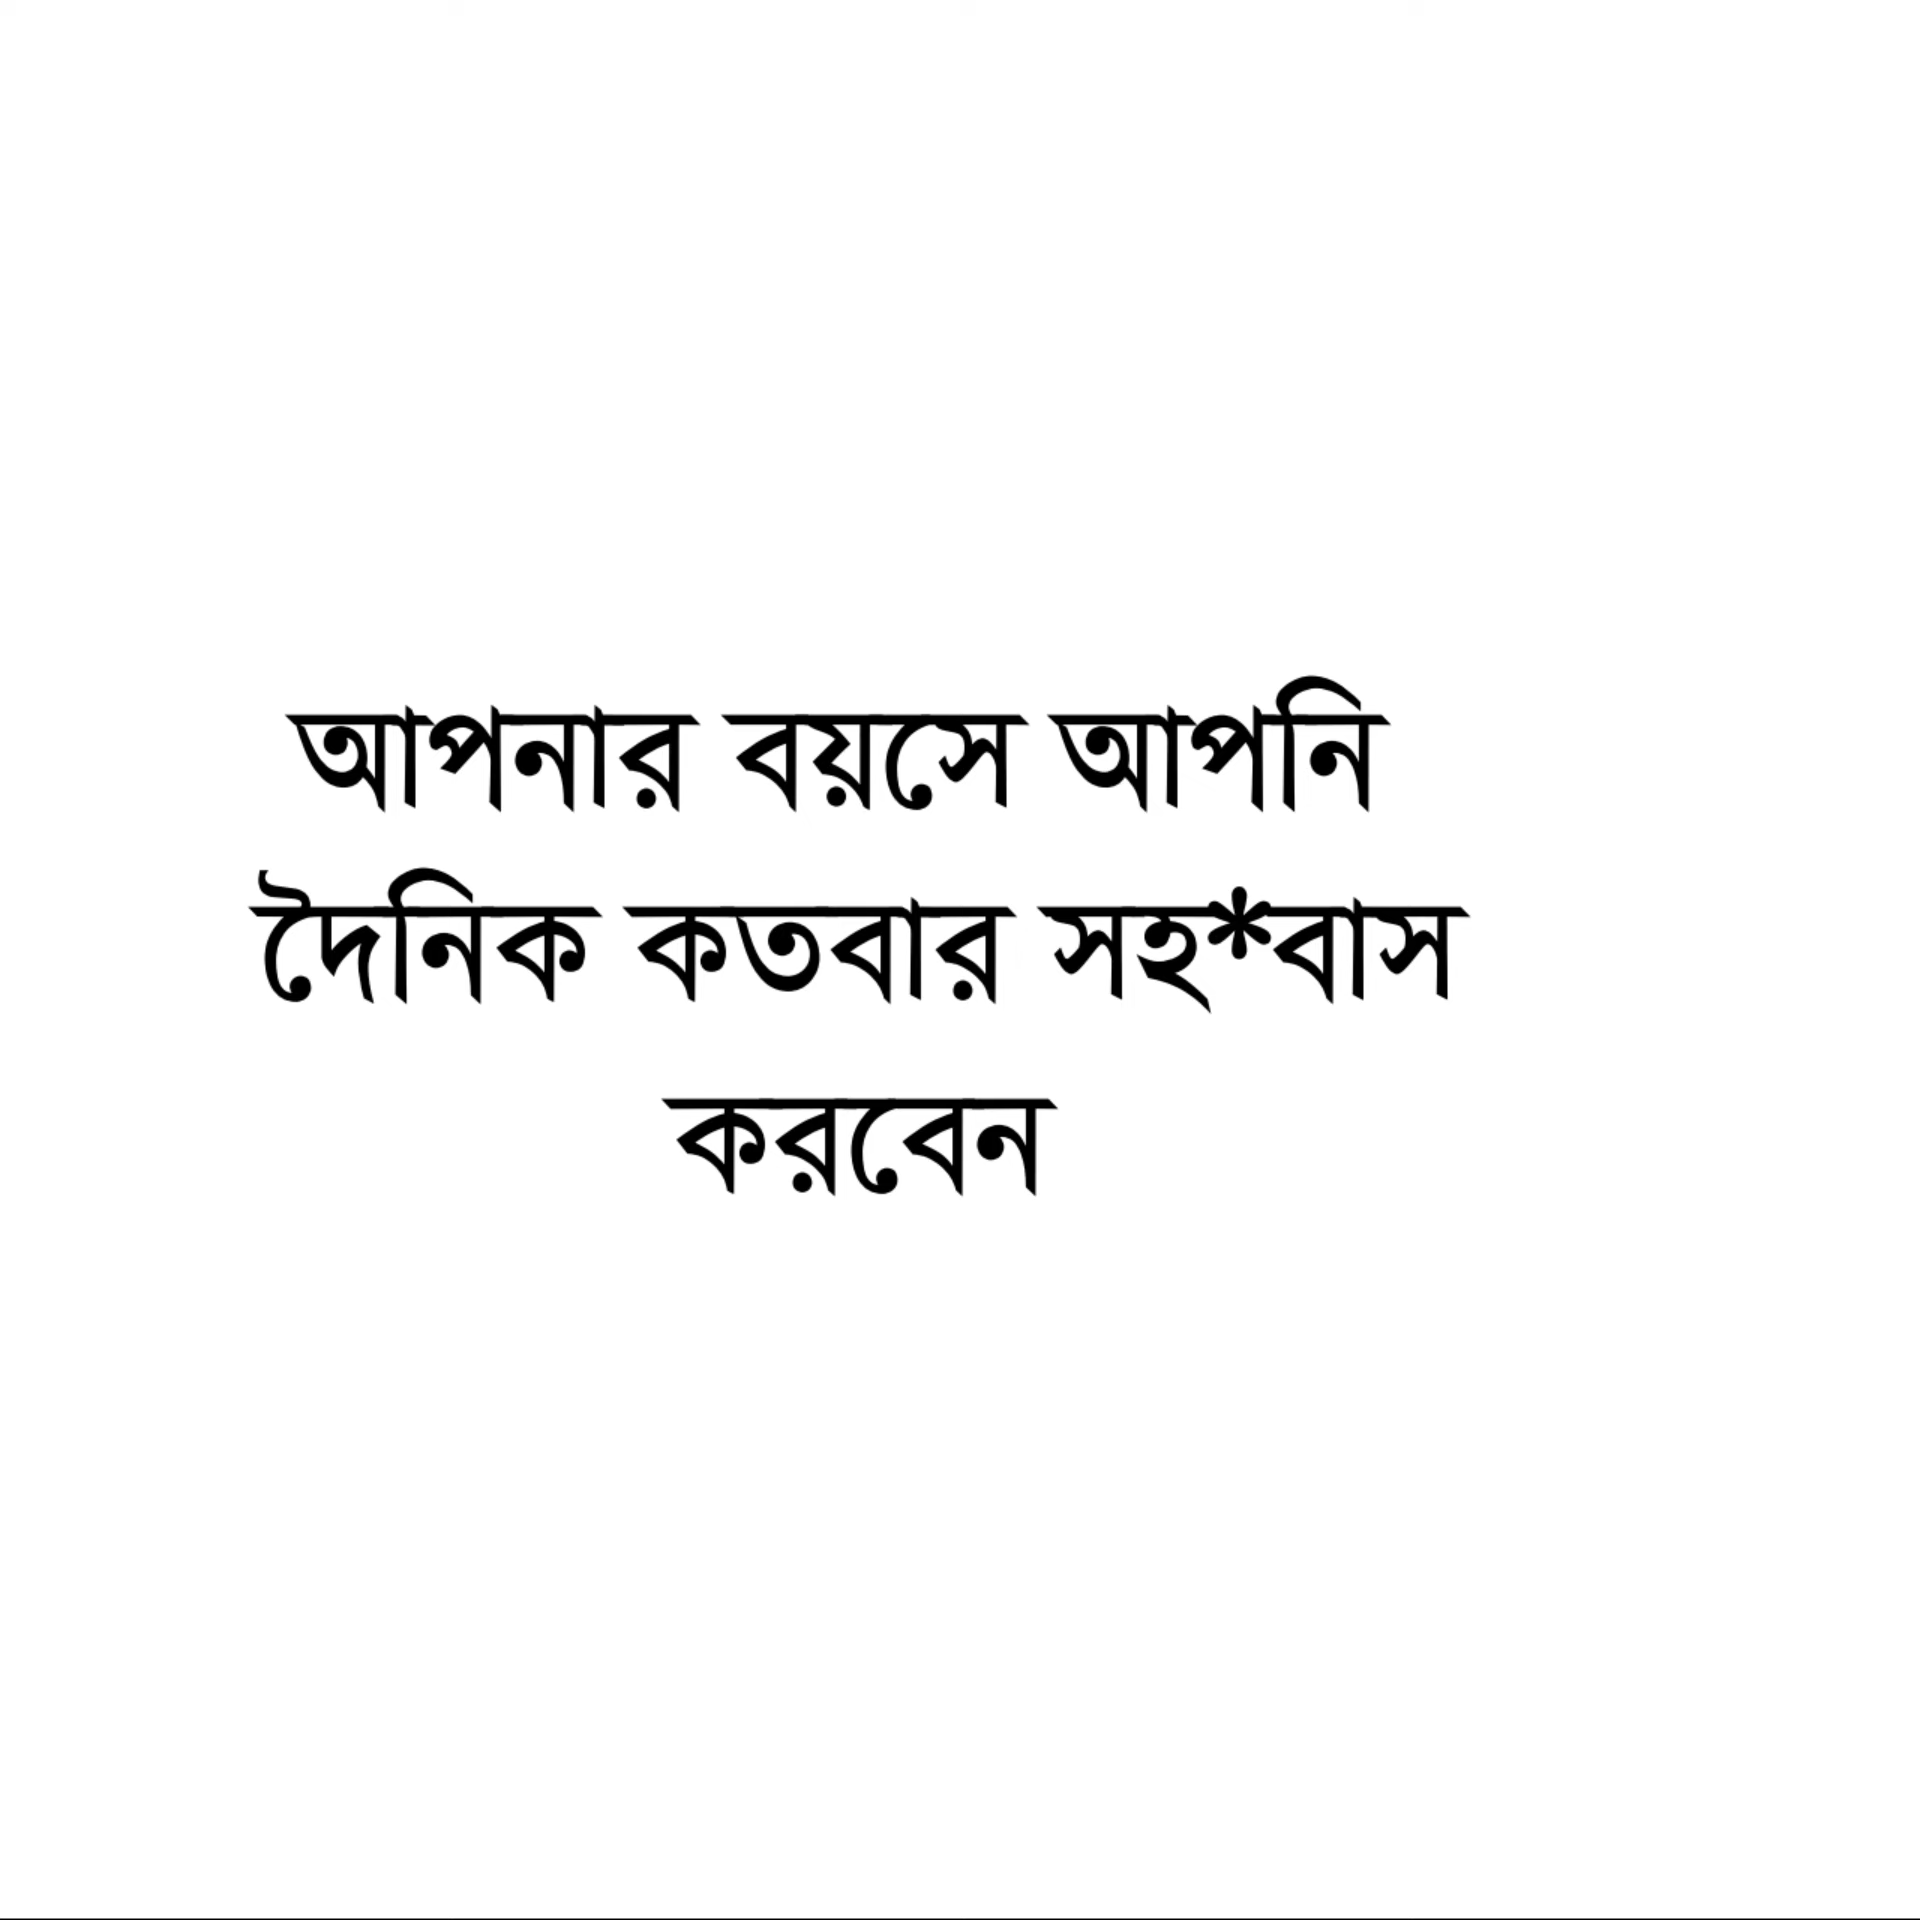 আপনার বয়সে আপনি
দৈনিক কতবার সহ*বাস
করবেন